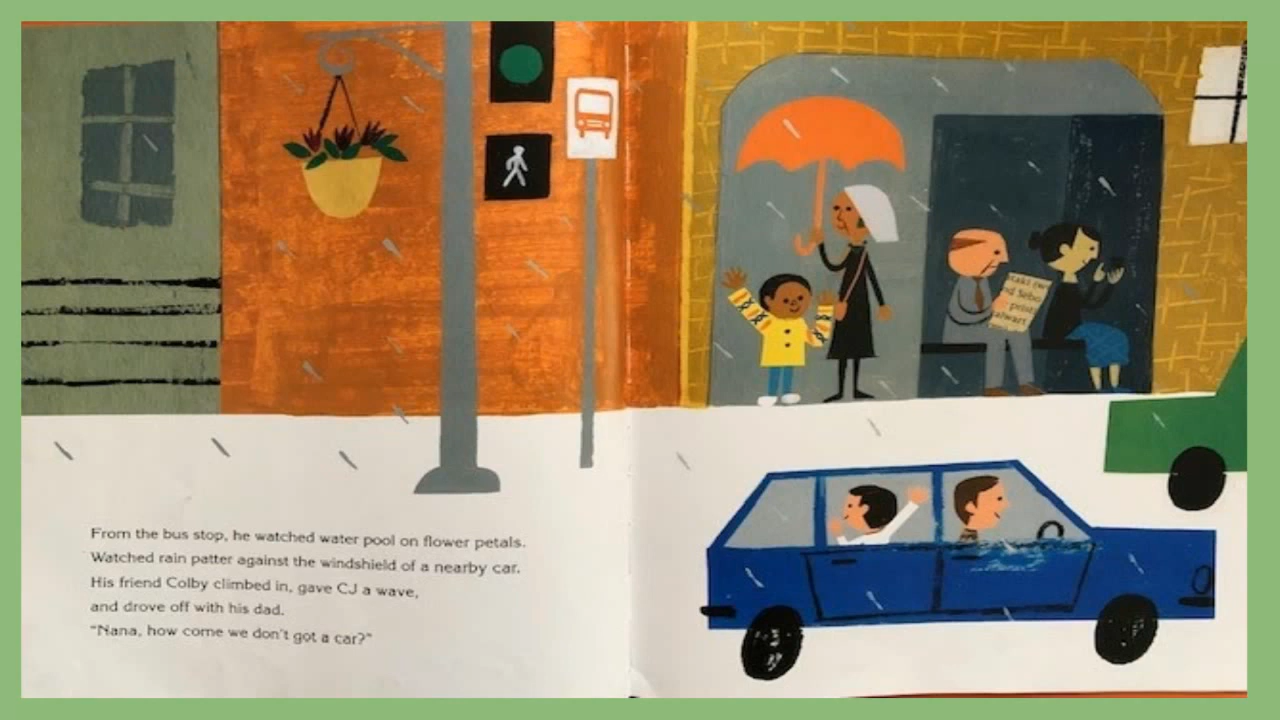 From the bus stop, he watched water pool on flower petals.
Watched rain patter against the windshield of a nearby car.
His friend Colby climbed in, gave CJ a wave,
and drove off with his dad.
"Nana, how come we don't got a car?"